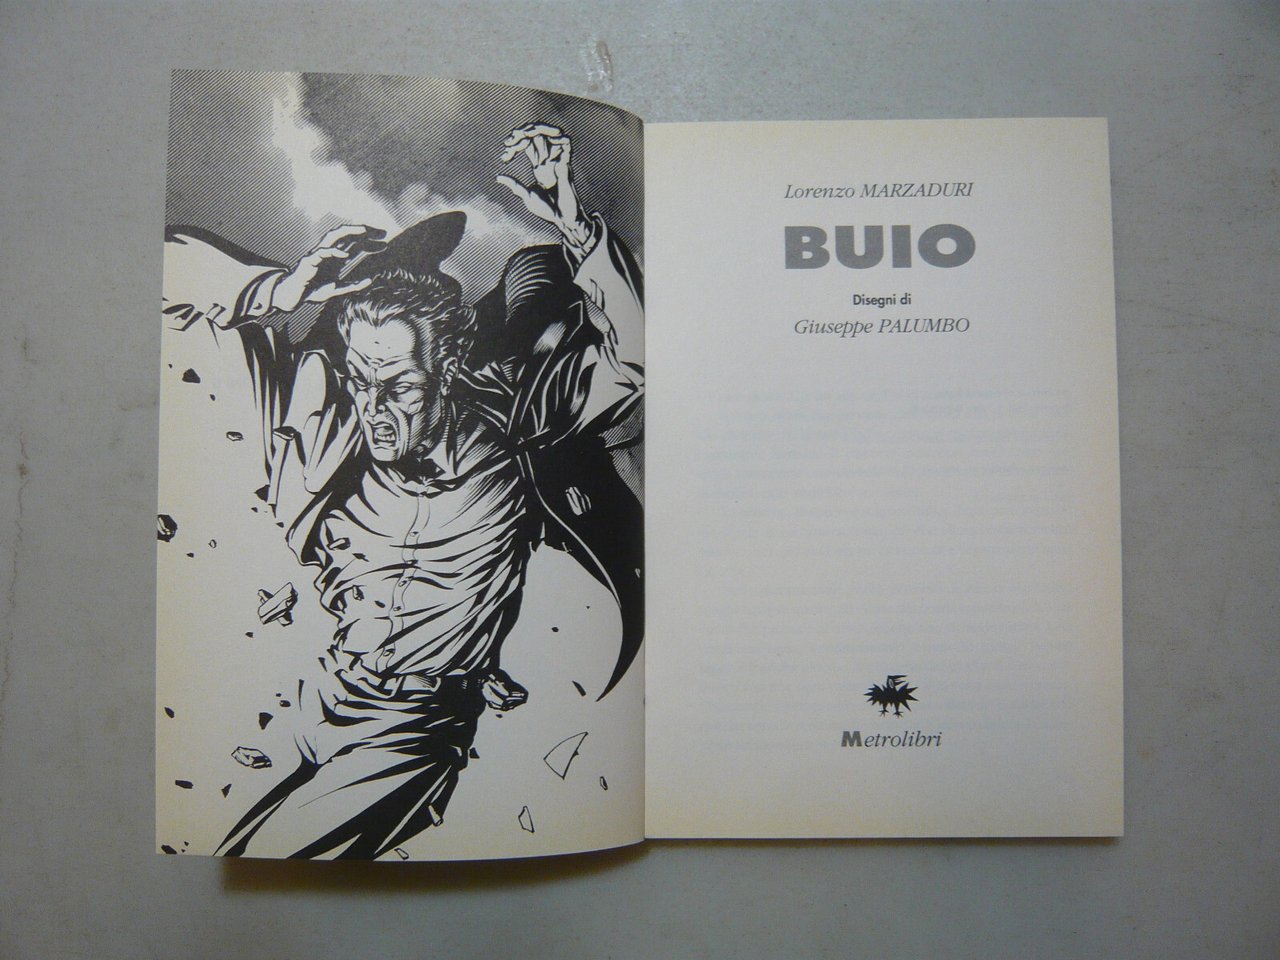 Lorenzo MARZADURI
BUIO
Disegni di
Giuseppe PALUMBO
Metrolibri